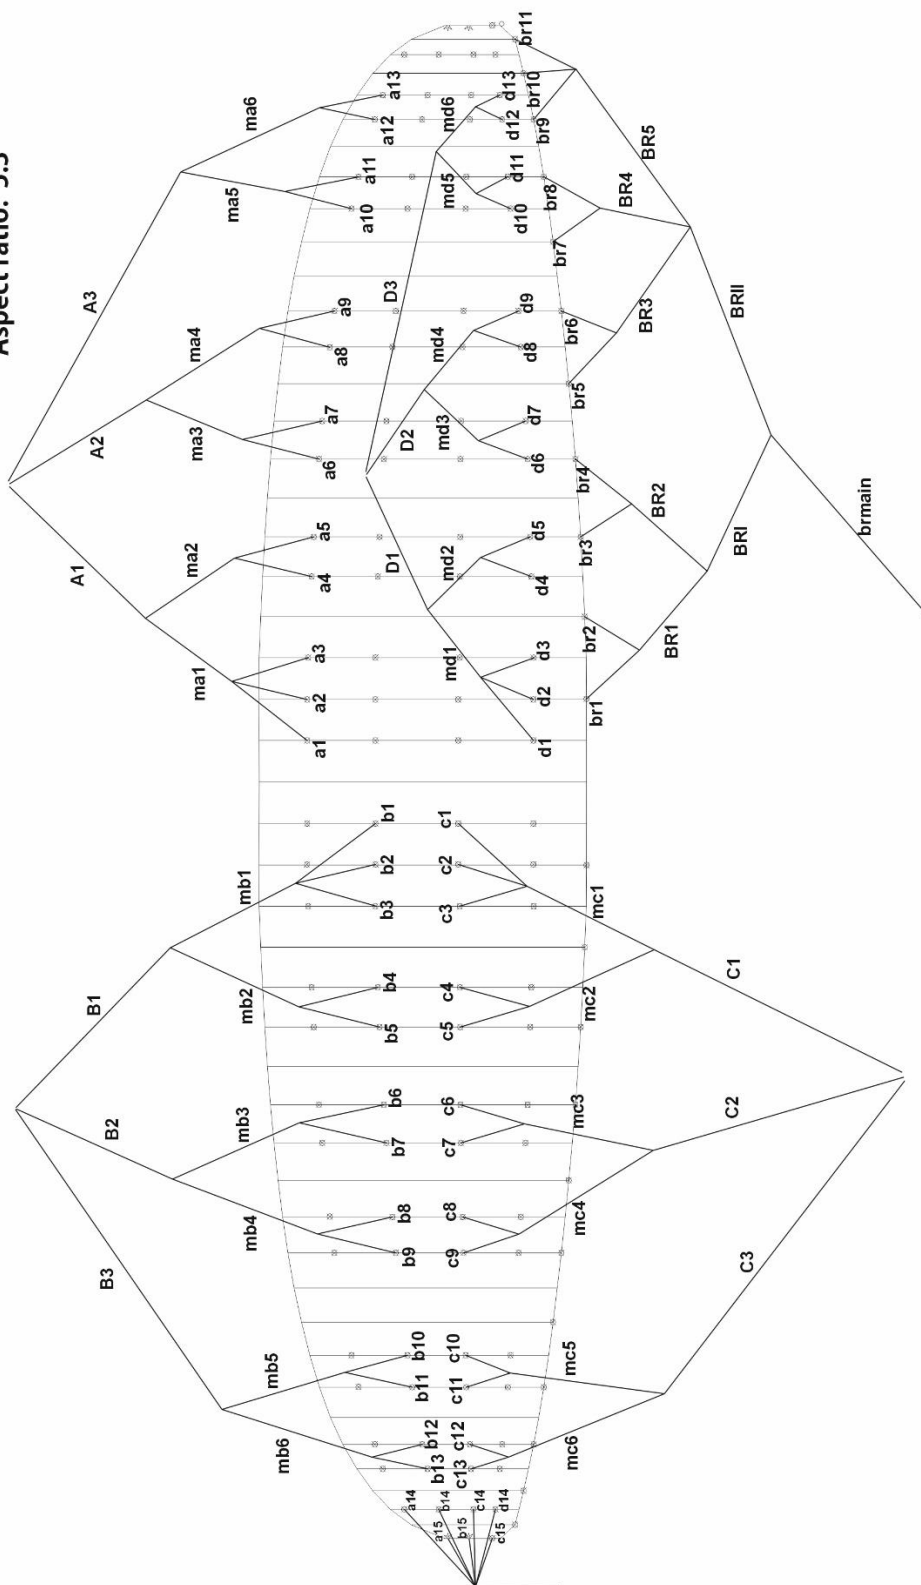 Aspect ratio: 5.5
A1
A2
A3
ma1
ma2
ma3
ma4
ma5
ma6
a1
a2
a3
a4
a5
a6
a7
a8
a9
a10
a11
a12
a13
B3
B2
B1
mb6
mb5
mb4
mb3
mb2
mb1
b13
b12
b11
b10
b9
b8
b7
b6
b5
b4
b3
b2
b1
c13
c12
c11
c10
c9
c8
c7
c6
c5
c4
c3
c2
c1
mc6
mc5
mc4
mc3
mc2
mc1
C3
C2
C1
D1
D2
D3
md1
md2
md3
md4
md5
md6
d1
d2
d3
d4
d5
d6
d7
d8
d9
d10
d11
d12
d13
br1
br2
br3
br4
br5
br6
br7
br8
br9
br10
br11
BR1
BR2
BR3
BR4
BR5
BRI
BRII
brmain
a14
b14
c14
d14
a15
b15
c15